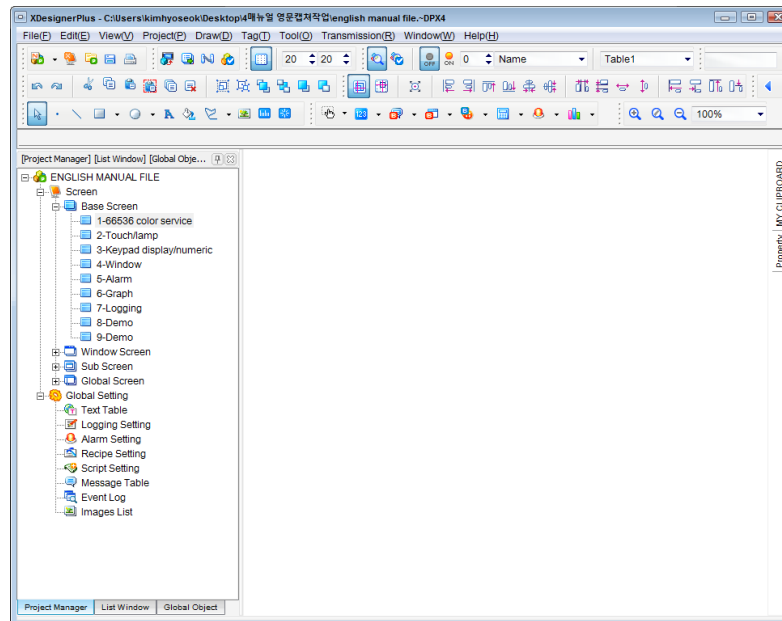 XDesignerPlus - C:\Users\kimhyoseok\Desktop\4매뉴얼 영문캡쳐작업\english manual file.~DPX4
File(F) Edit(E) View(V) Project(P) Draw(D) Tag(T) Tool(O) Transmission(R) Window(W) Help(H)
20 20 OFF ON 0 Name Table1
123 100%
[Project Manager] [List Window] [Global Obje...
ENGLISH MANUAL FILE
Screen
Base Screen
1-66536 color service
2-Touch/lamp
3-Keypad display/numeric
4-Window
5-Alarm
6-Graph
7-Logging
8-Demo
9-Demo
Window Screen
Sub Screen
Global Screen
Global Setting
Text Table
Logging Setting
Alarm Setting
Recipe Setting
Script Setting
Message Table
Event Log
Images List
Project Manager List Window Global Object
MY CLIPBOARD
Property